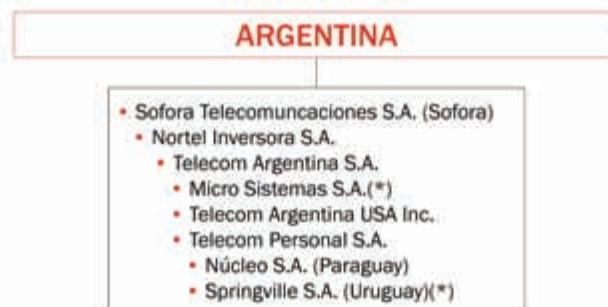 ARGENTINA
• Sofora Telecomuncaciones S.A. (Sofora)
• Nortel Inversora S.A.
• Telecom Argentina S.A.
• Micro Sistemas S.A.(*)
• Telecom Argentina USA Inc.
• Telecom Personal S.A.
• Núcleo S.A. (Paraguay)
• Springville S.A. (Uruguay)(*)